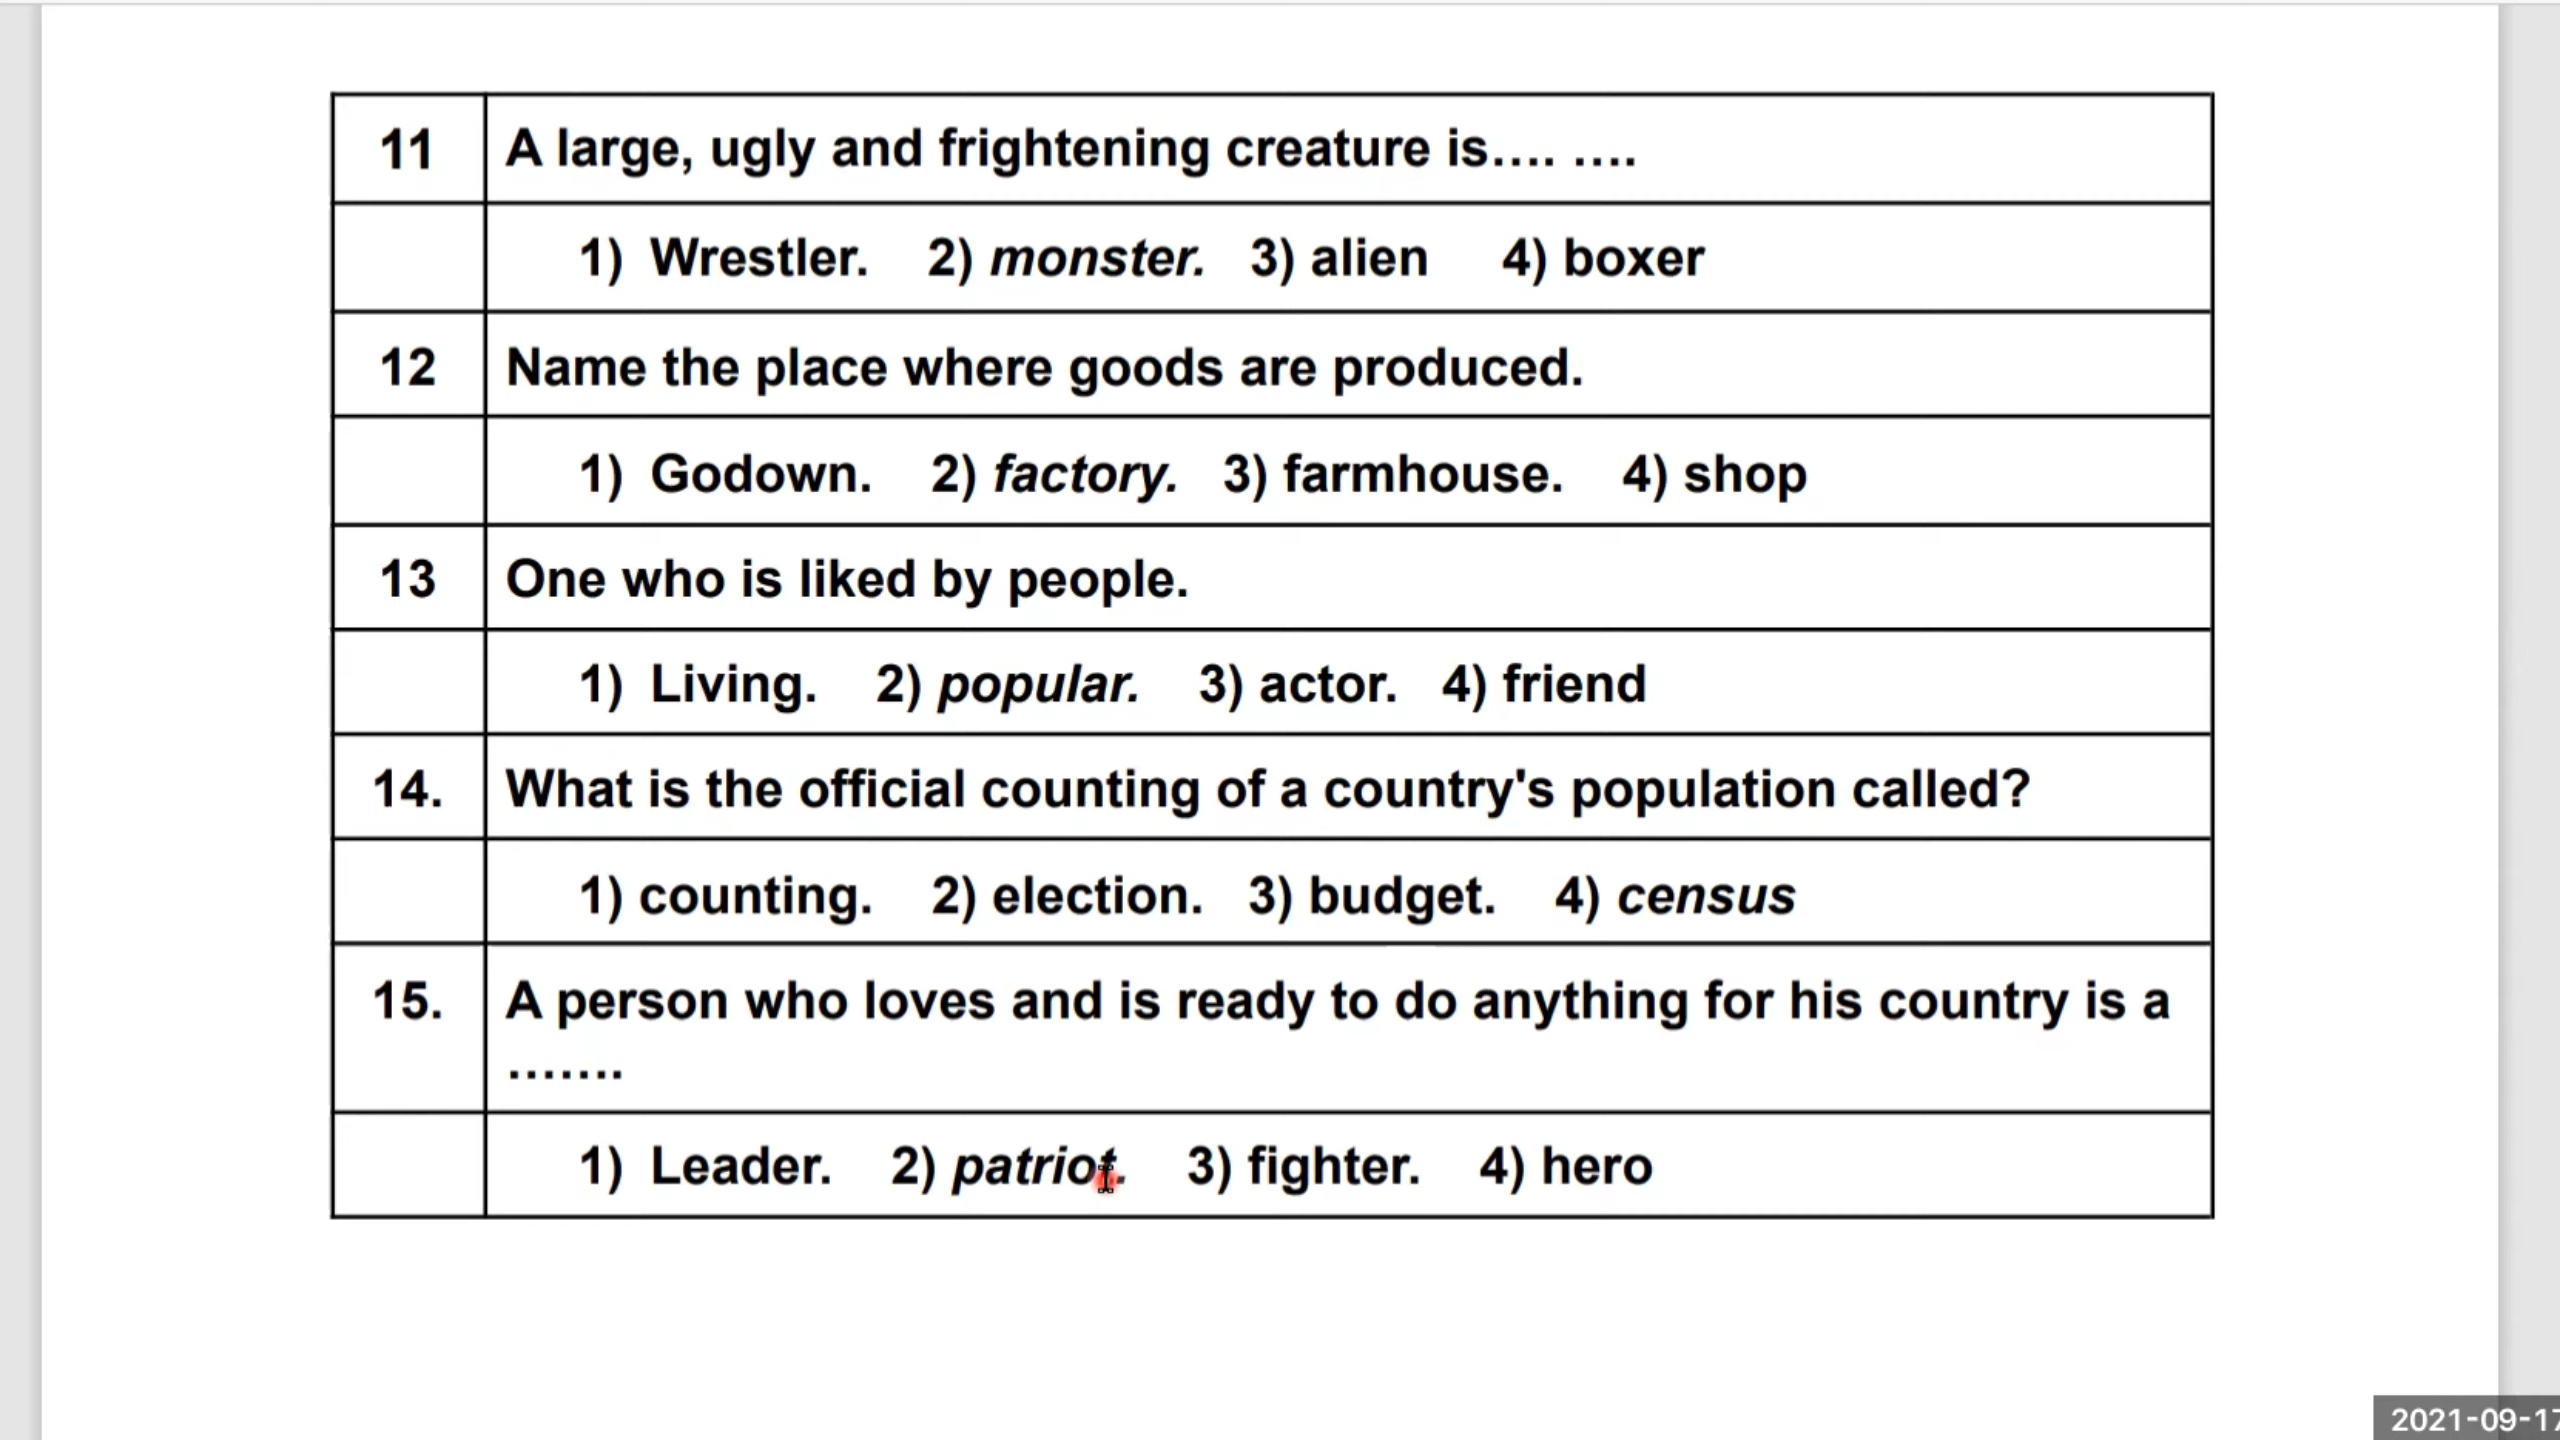 11 A large, ugly and frightening creature is.... ....
1) Wrestler. 2) monster. 3) alien 4) boxer
12 Name the place where goods are produced.
1) Godown. 2) factory. 3) farmhouse. 4) shop
13 One who is liked by people.
1) Living. 2) popular. 3) actor. 4) friend
14. What is the official counting of a country's population called?
1) counting. 2) election. 3) budget. 4) census
15. A person who loves and is ready to do anything for his country is a
.......
1) Leader. 2) patriot. 3) fighter. 4) hero
2021-09-17